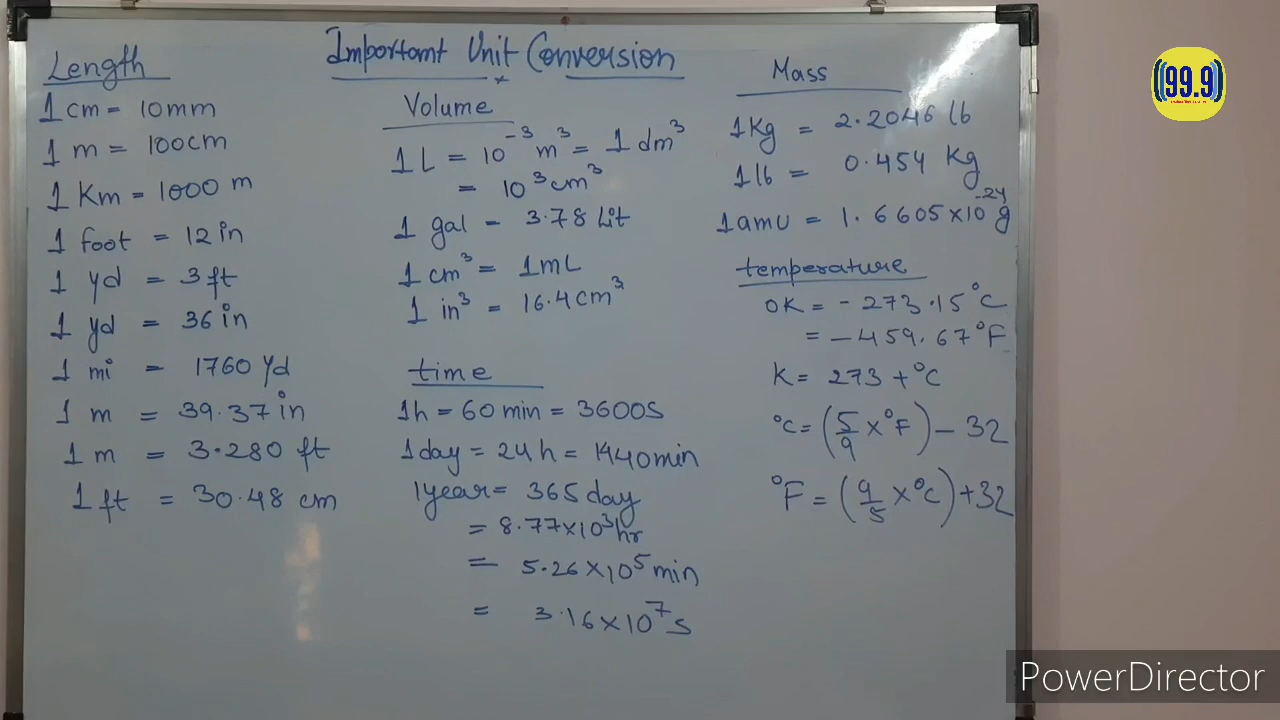 Important Unit Conversion
Length
1 cm = 10mm
1 m = 100cm
1 Km = 1000 m
1 foot = 12 in
1 yd = 3 ft
1 yd = 36 in
1 mi = 1760 Yd
1 m = 39.37 in
1 m = 3.280 ft
1 ft = 30.48 cm
Volume
1 L = 10⁻³ m³ = 1 dm³
= 10³ cm³
1 gal = 3.78 Lit
1 cm³ = 1mL
1 in³ = 16.4 cm³
time
1h = 60 min = 3600S
1day = 24 h = 1440min
1year = 365 day
= 8.77×10³hr
= 5.26×10⁵ min
= 3.16×10⁷ s
Mass
1Kg = 2.2046 lb
1 lb = 0.454 Kg
1amu = 1.6605×10⁻²⁴ g
temperature
0K = -273.15°C
= -459.67°F
K = 273 + °C
°C = (5/9 × °F) - 32
°F = (9/5 × °C) + 32
99.9
PowerDirector